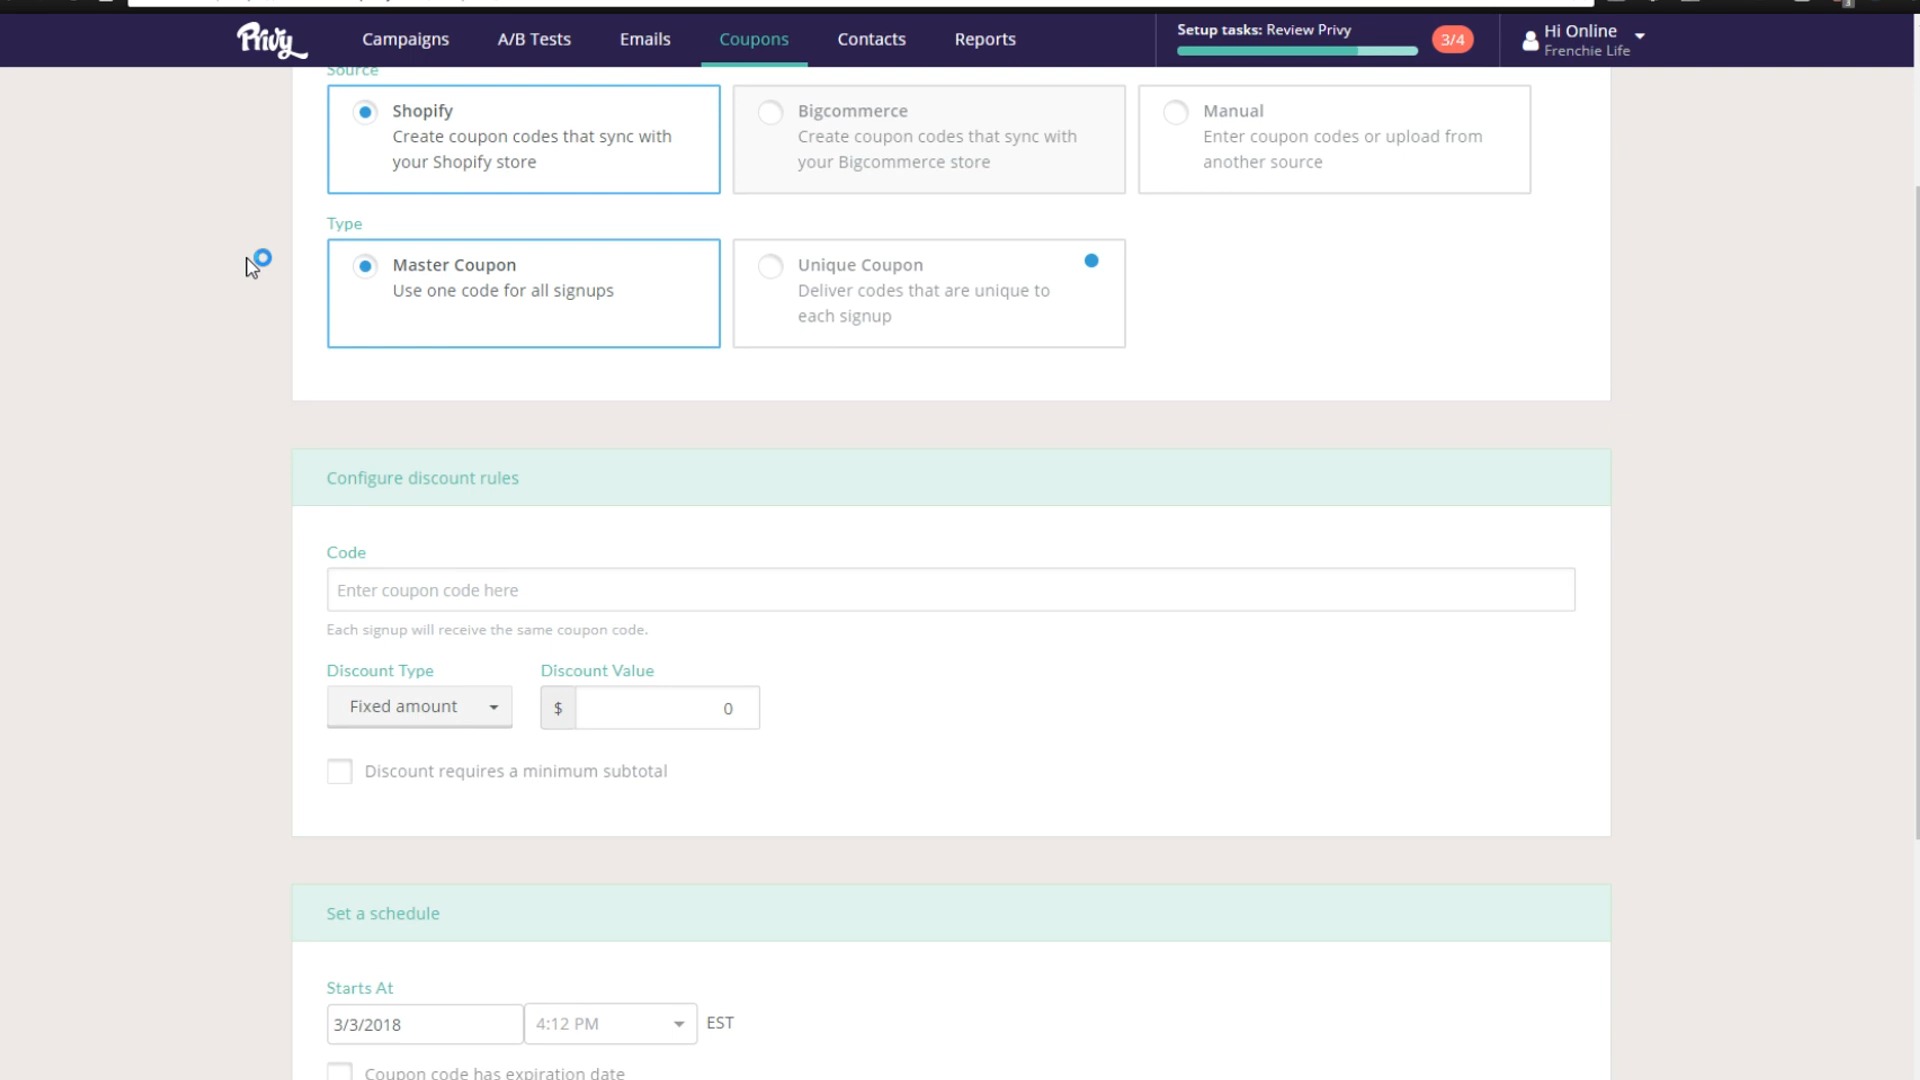 Privy
Campaigns
A/B Tests
Emails
Coupons
Contacts
Reports
Setup tasks: Review Privy
3/4
Hi Online
Frenchie Life
Source
Shopify
Create coupon codes that sync with
your Shopify store
Bigcommerce
Create coupon codes that sync with
your Bigcommerce store
Manual
Enter coupon codes or upload from
another source
Type
Master Coupon
Use one code for all signups
Unique Coupon
Deliver codes that are unique to
each signup
Configure discount rules
Code
Enter coupon code here
Each signup will receive the same coupon code.
Discount Type
Discount Value
Fixed amount
$
0
Discount requires a minimum subtotal
Set a schedule
Starts At
3/3/2018
4:12 PM
EST
Coupon code has expiration date